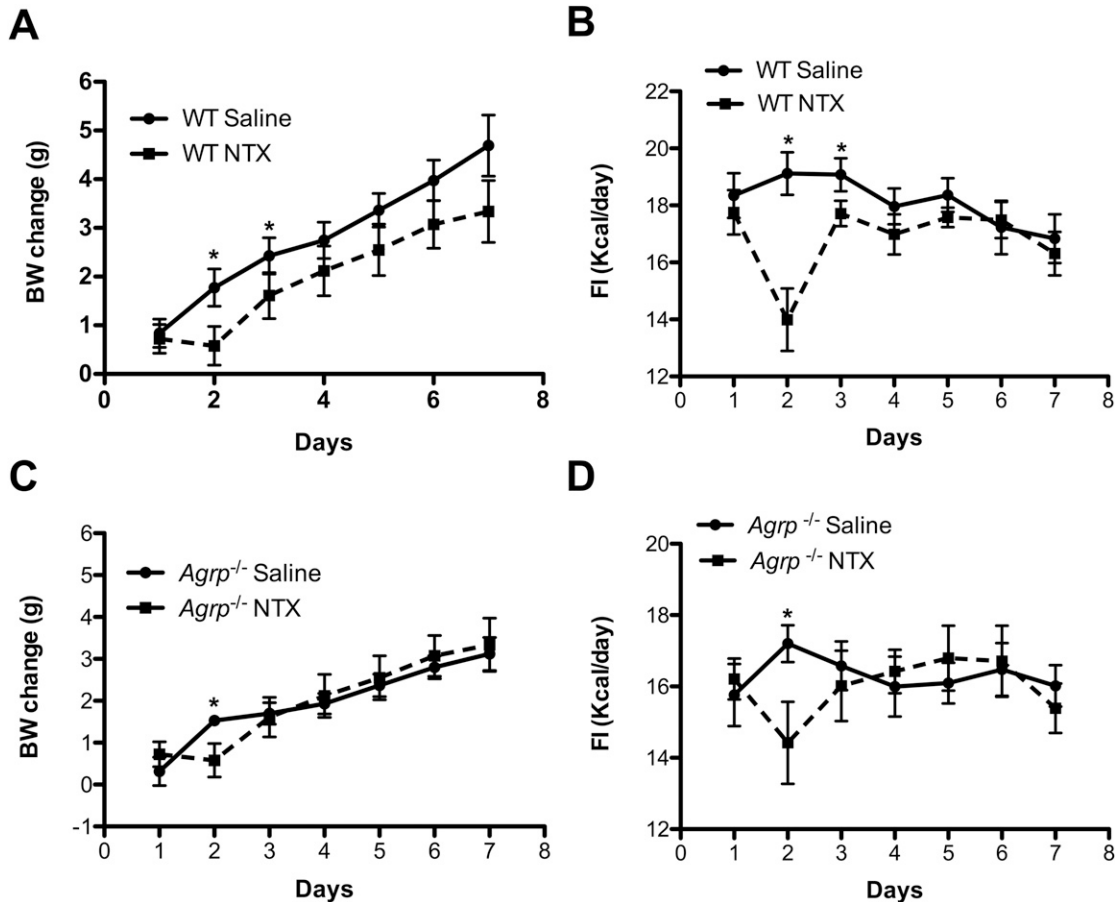 A
BW change (g)
6
5
4
3
2
1
0
WT Saline
WT NTX
*
*
0 2 4 6 8
Days
B
FI (Kcal/day)
WT Saline
WT NTX
22
20
18
16
14
12
*
*
0 1 2 3 4 5 6 7 8
Days
C
BW change (g)
6
5
4
3
2
1
0
-1
Agrp-/- Saline
Agrp-/- NTX
*
0 1 2 3 4 5 6 7 8
Days
D
FI (Kcal/day)
Agrp -/- Saline
Agrp -/- NTX
20
18
16
14
12
*
0 1 2 3 4 5 6 7 8
Days